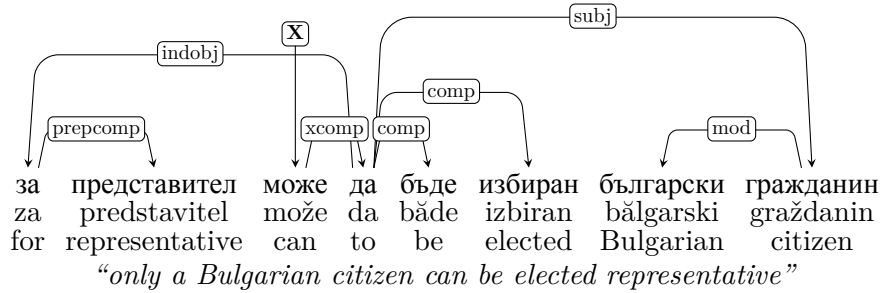 subj
X
indobj
comp
prepcomp xcomp comp mod
за представител може да бъде избиран български гражданин
za predstavitel može da băde izbiran bălgarski graždanin
for representative can to be elected Bulgarian citizen
“only a Bulgarian citizen can be elected representative”